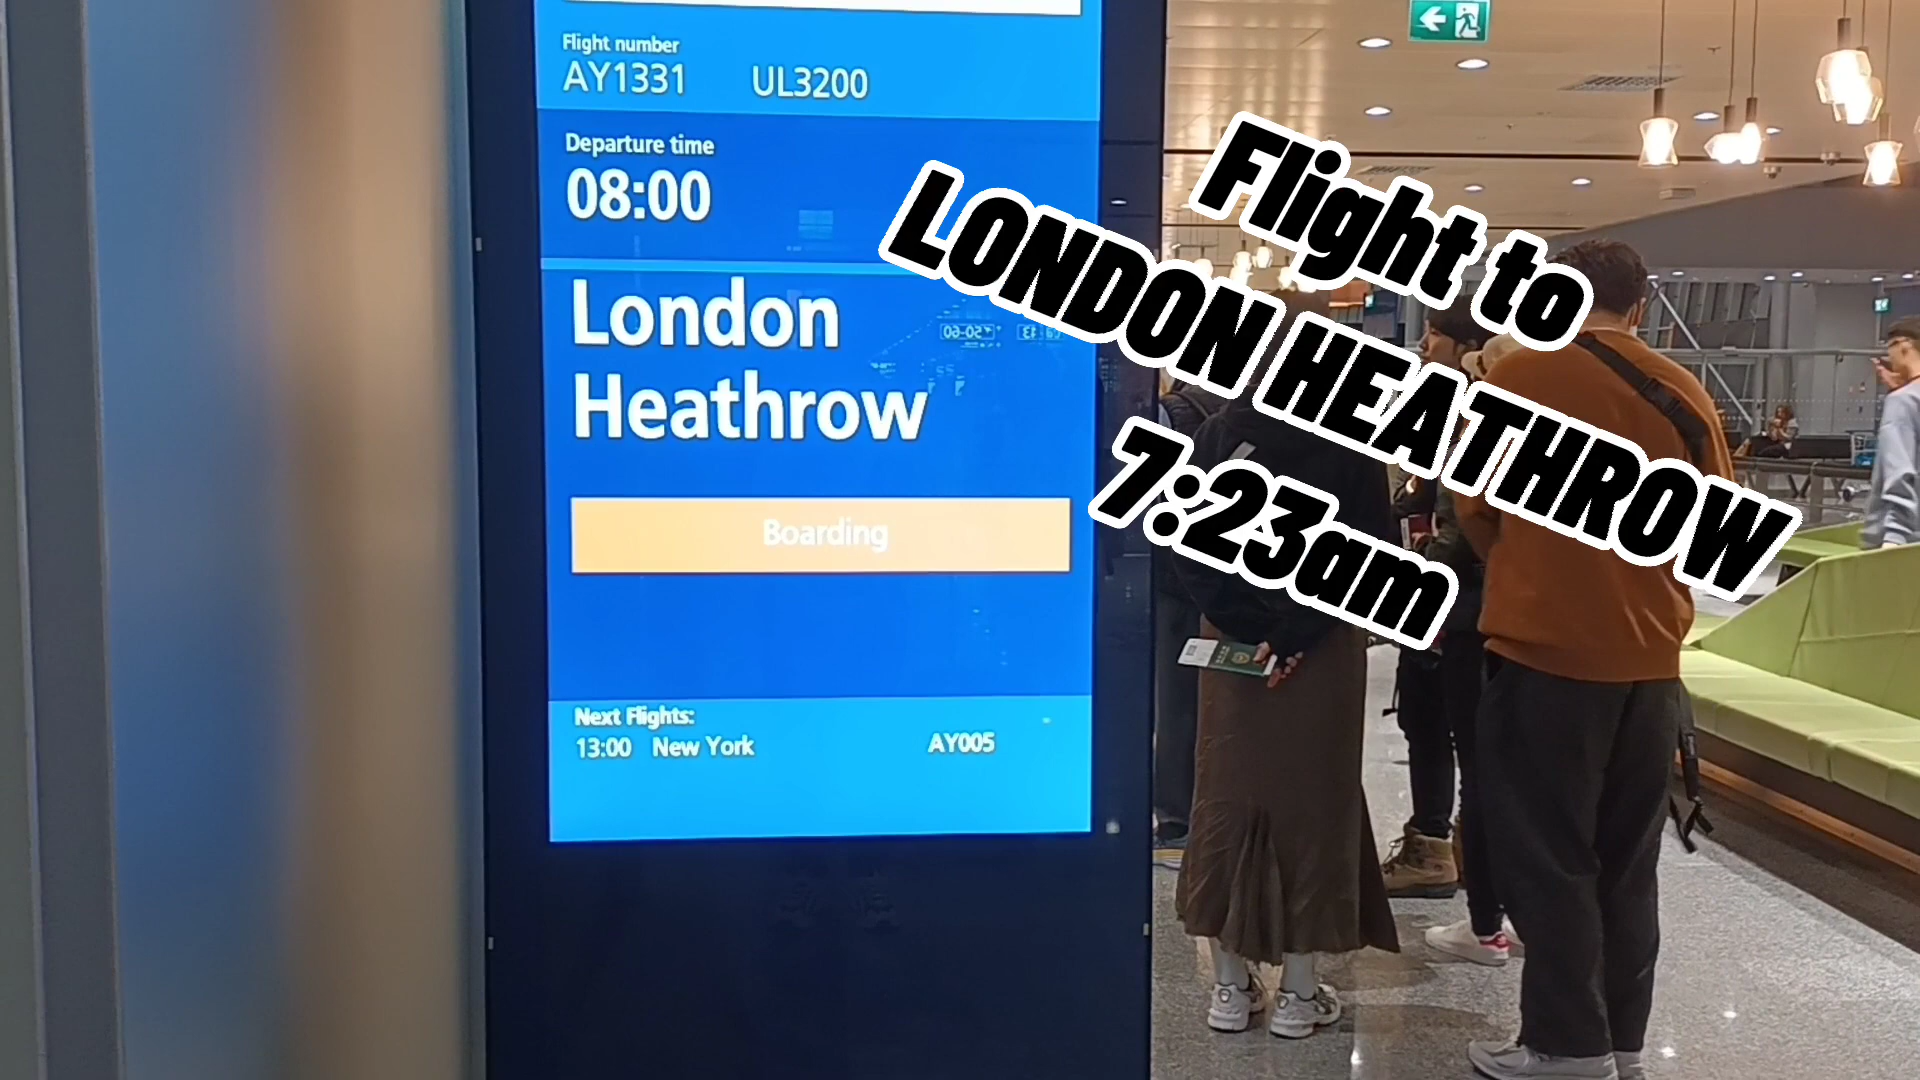 Flight number
AY1331 UL3200
Departure time
08:00
London
Heathrow
Boarding
Next Flights:
13:00 New York AY005
Flight to
LONDON HEATHROW
7:23am